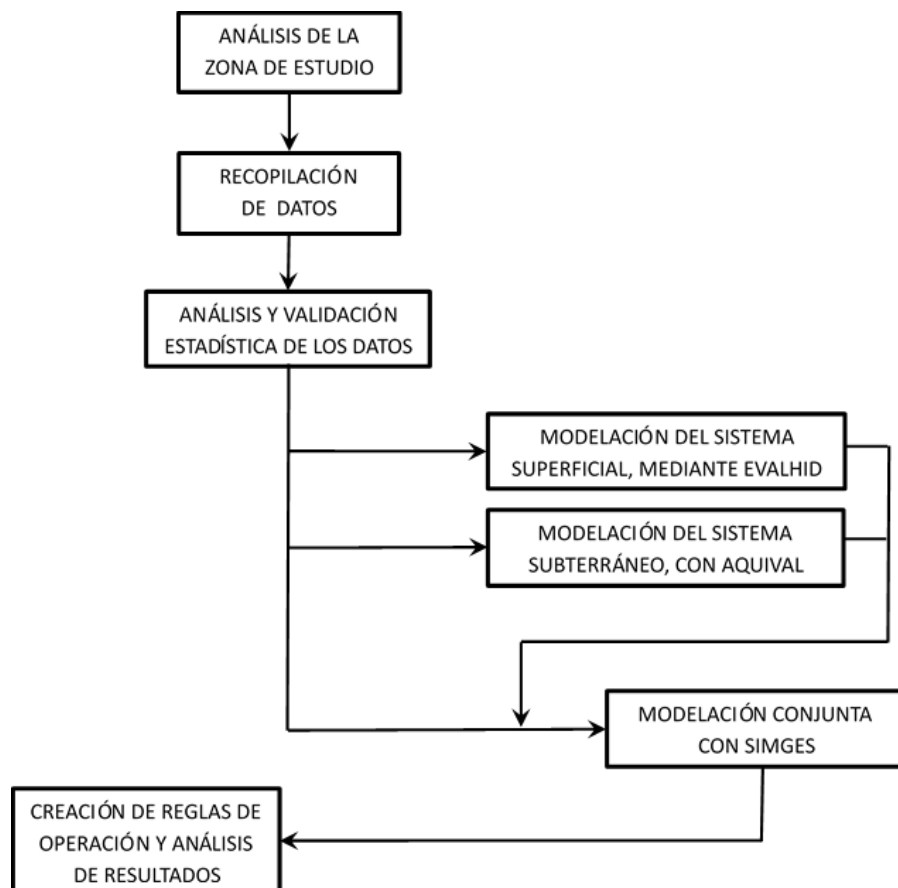 ANÁLISIS DE LA
ZONA DE ESTUDIO
RECOPILACIÓN
DE DATOS
ANÁLISIS Y VALIDACIÓN
ESTADÍSTICA DE LOS DATOS
MODELACIÓN DEL SISTEMA
SUPERFICIAL, MEDIANTE EVALHID
MODELACIÓN DEL SISTEMA
SUBTERRÁNEO, CON AQUIVAL
MODELACIÓN CONJUNTA
CON SIMGES
CREACIÓN DE REGLAS DE
OPERACIÓN Y ANÁLISIS
DE RESULTADOS